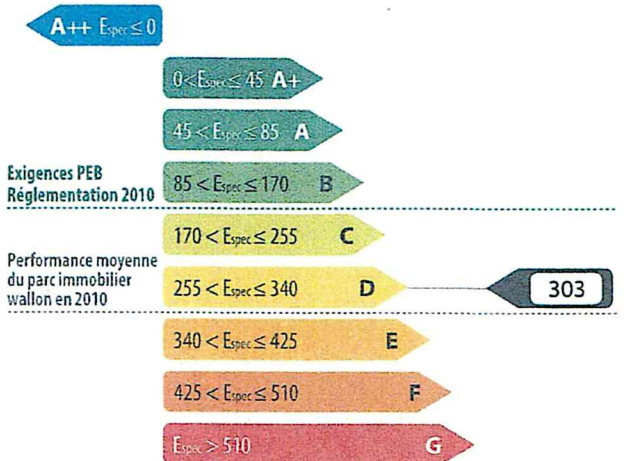 A++ Espec ≤ 0
0 < Espec ≤ 45 A+
45 < Espec ≤ 85 A
Exigences PEB
Réglementation 2010
85 < Espec ≤ 170 B
170 < Espec ≤ 255 C
Performance moyenne
du parc immobilier
wallon en 2010
255 < Espec ≤ 340 D
303
340 < Espec ≤ 425 E
425 < Espec ≤ 510 F
Espec > 510 G